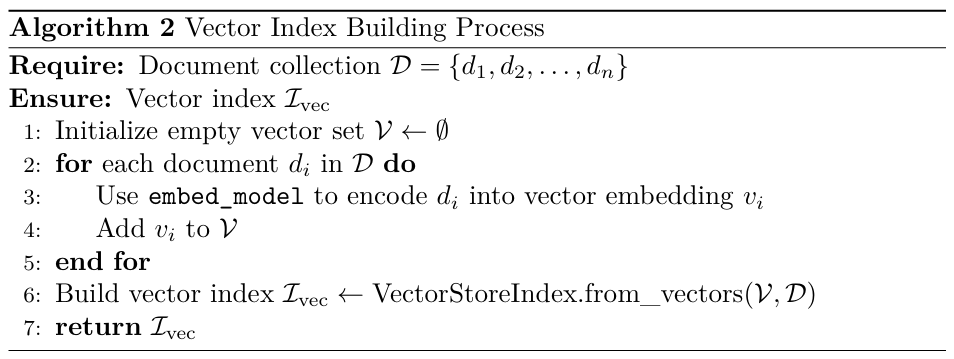 Algorithm 2 Vector Index Building Process
Require: Document collection 𝒟 = {d₁, d₂, . . . , dₙ}
Ensure: Vector index ℐ_vec
1: Initialize empty vector set 𝒱 ← ∅
2: for each document dᵢ in 𝒟 do
3: Use embed_model to encode dᵢ into vector embedding vᵢ
4: Add vᵢ to 𝒱
5: end for
6: Build vector index ℐ_vec ← VectorStoreIndex.from_vectors(𝒱, 𝒟)
7: return ℐ_vec